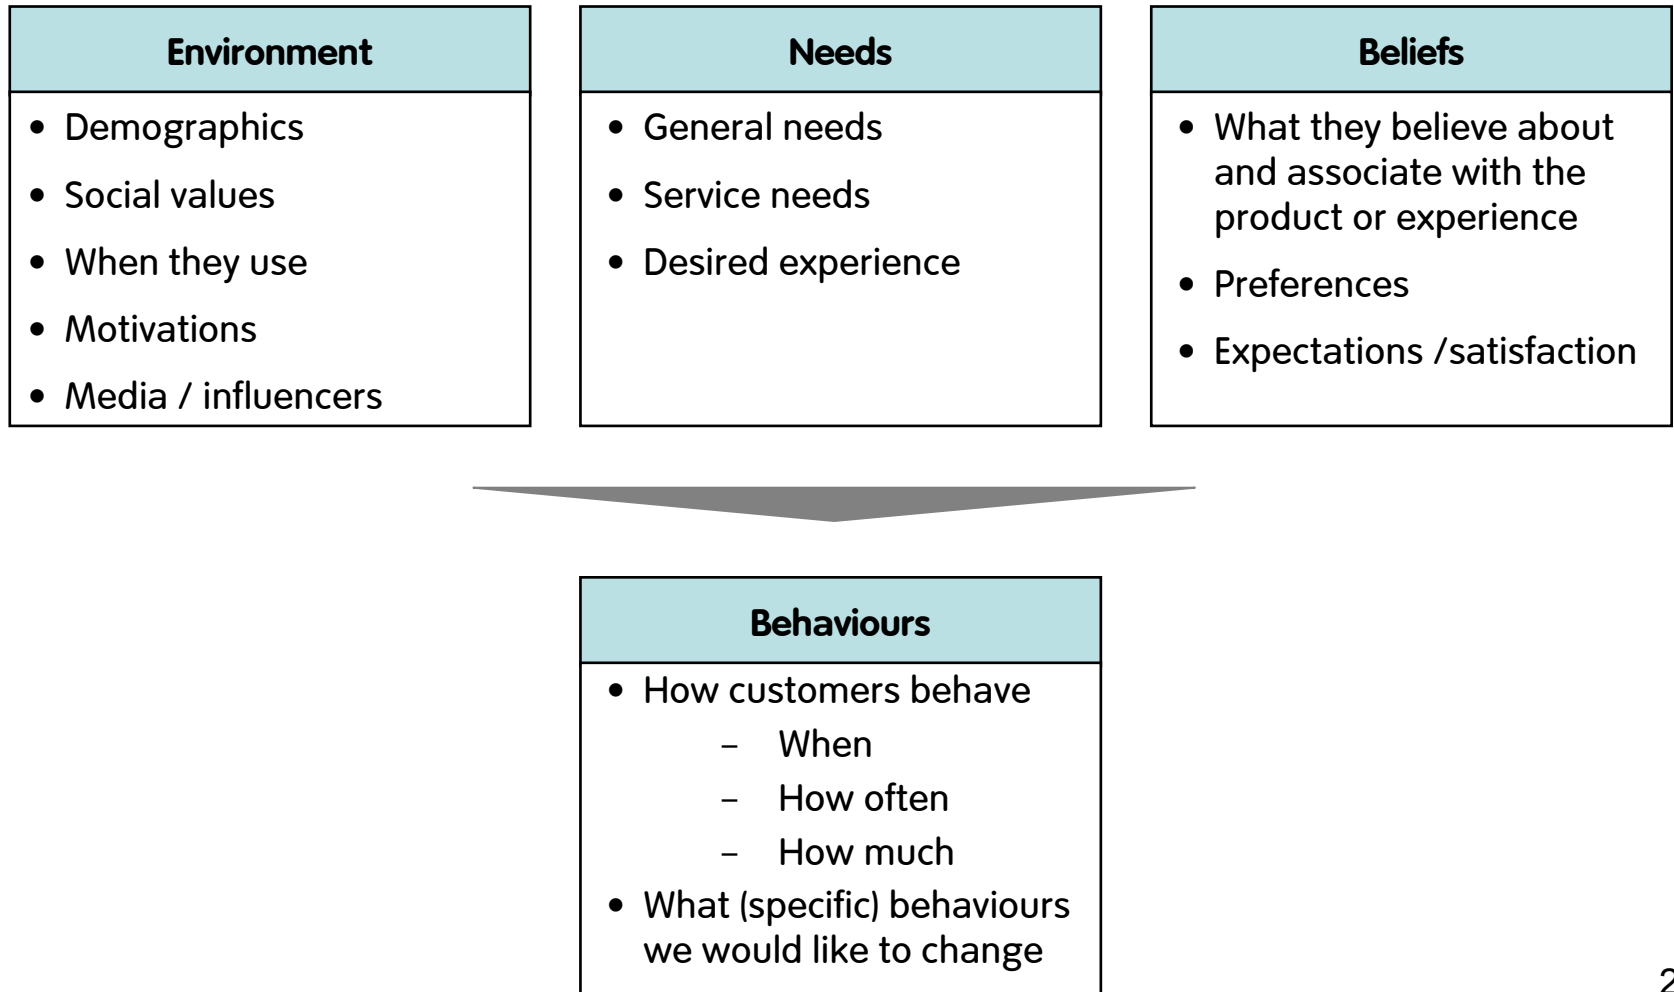 Environment
• Demographics
• Social values
• When they use
• Motivations
• Media / influencers
Needs
• General needs
• Service needs
• Desired experience
Beliefs
• What they believe about
and associate with the
product or experience
• Preferences
• Expectations /satisfaction
Behaviours
• How customers behave
– When
– How often
– How much
• What (specific) behaviours
we would like to change